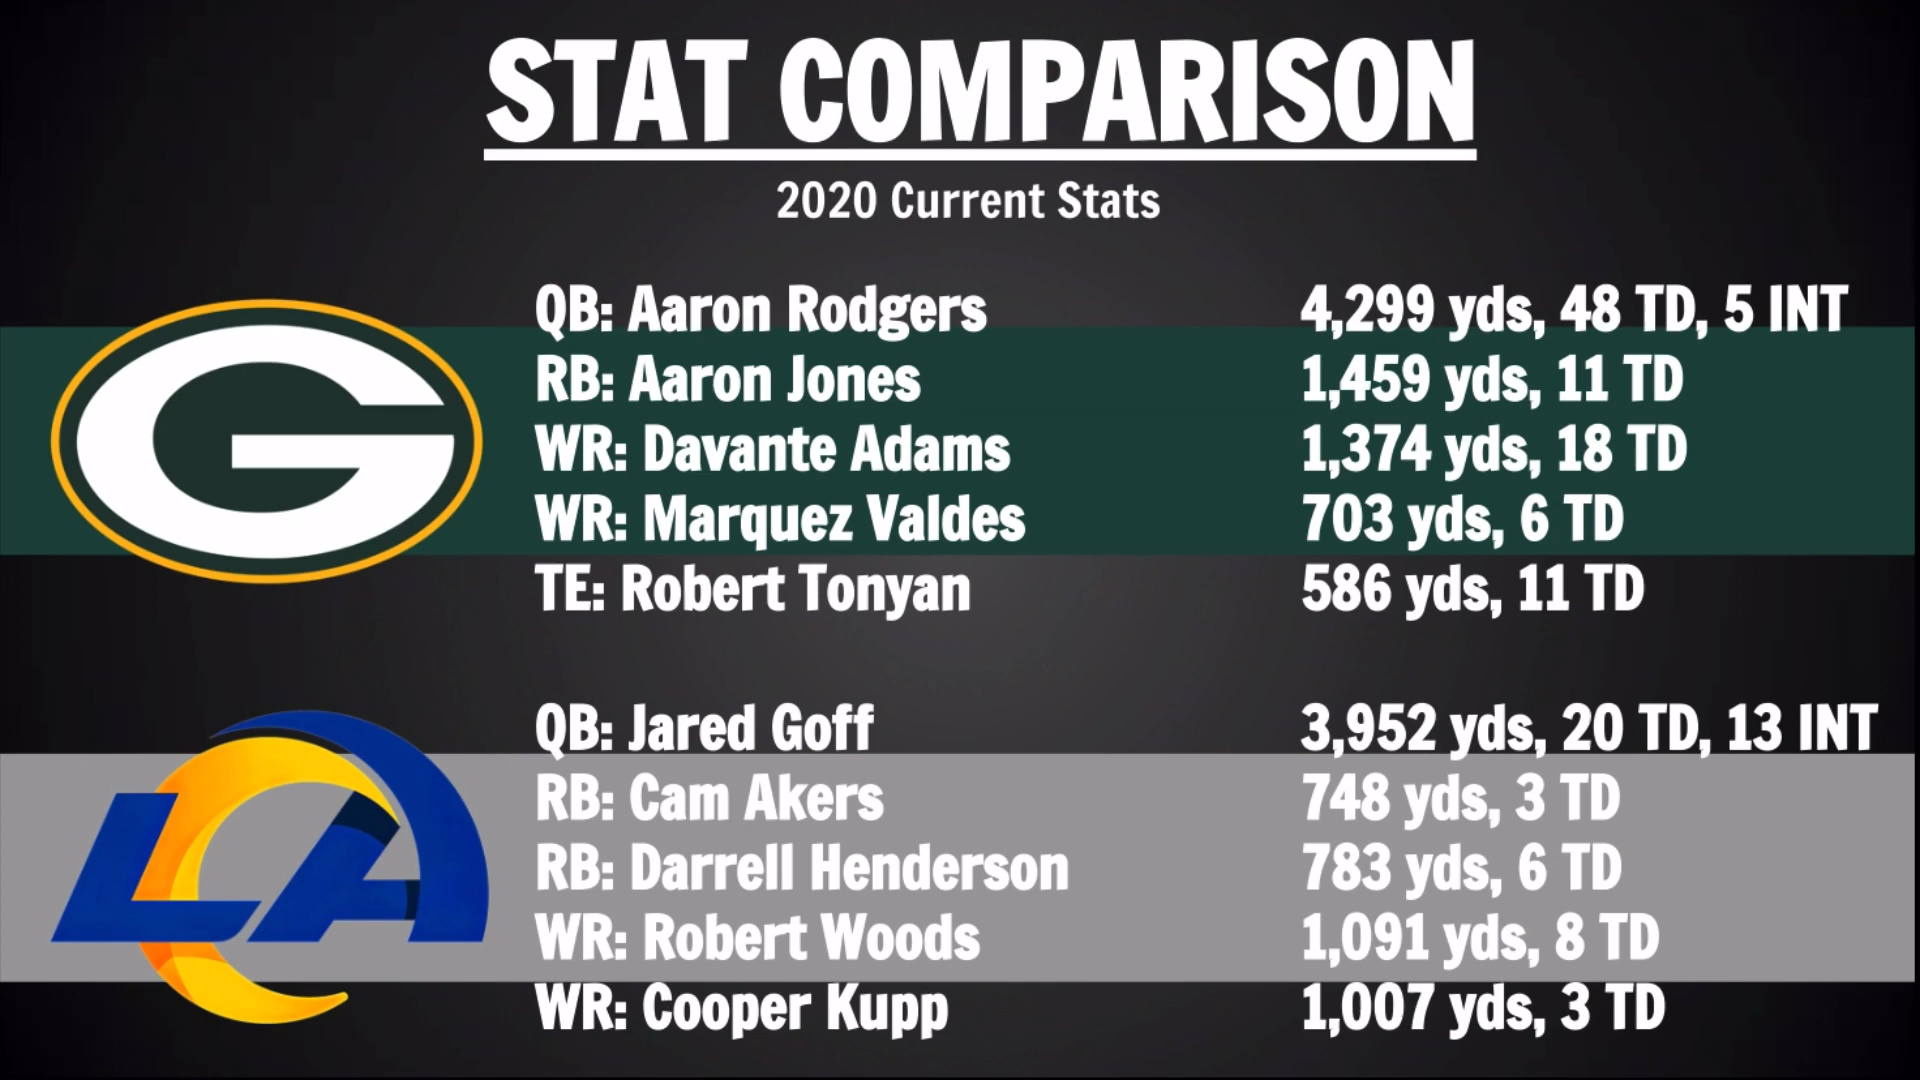 STAT COMPARISON
2020 Current Stats
G
QB: Aaron Rodgers 4,299 yds, 48 TD, 5 INT
RB: Aaron Jones 1,459 yds, 11 TD
WR: Davante Adams 1,374 yds, 18 TD
WR: Marquez Valdes 703 yds, 6 TD
TE: Robert Tonyan 586 yds, 11 TD
LA
QB: Jared Goff 3,952 yds, 20 TD, 13 INT
RB: Cam Akers 748 yds, 3 TD
RB: Darrell Henderson 783 yds, 6 TD
WR: Robert Woods 1,091 yds, 8 TD
WR: Cooper Kupp 1,007 yds, 3 TD